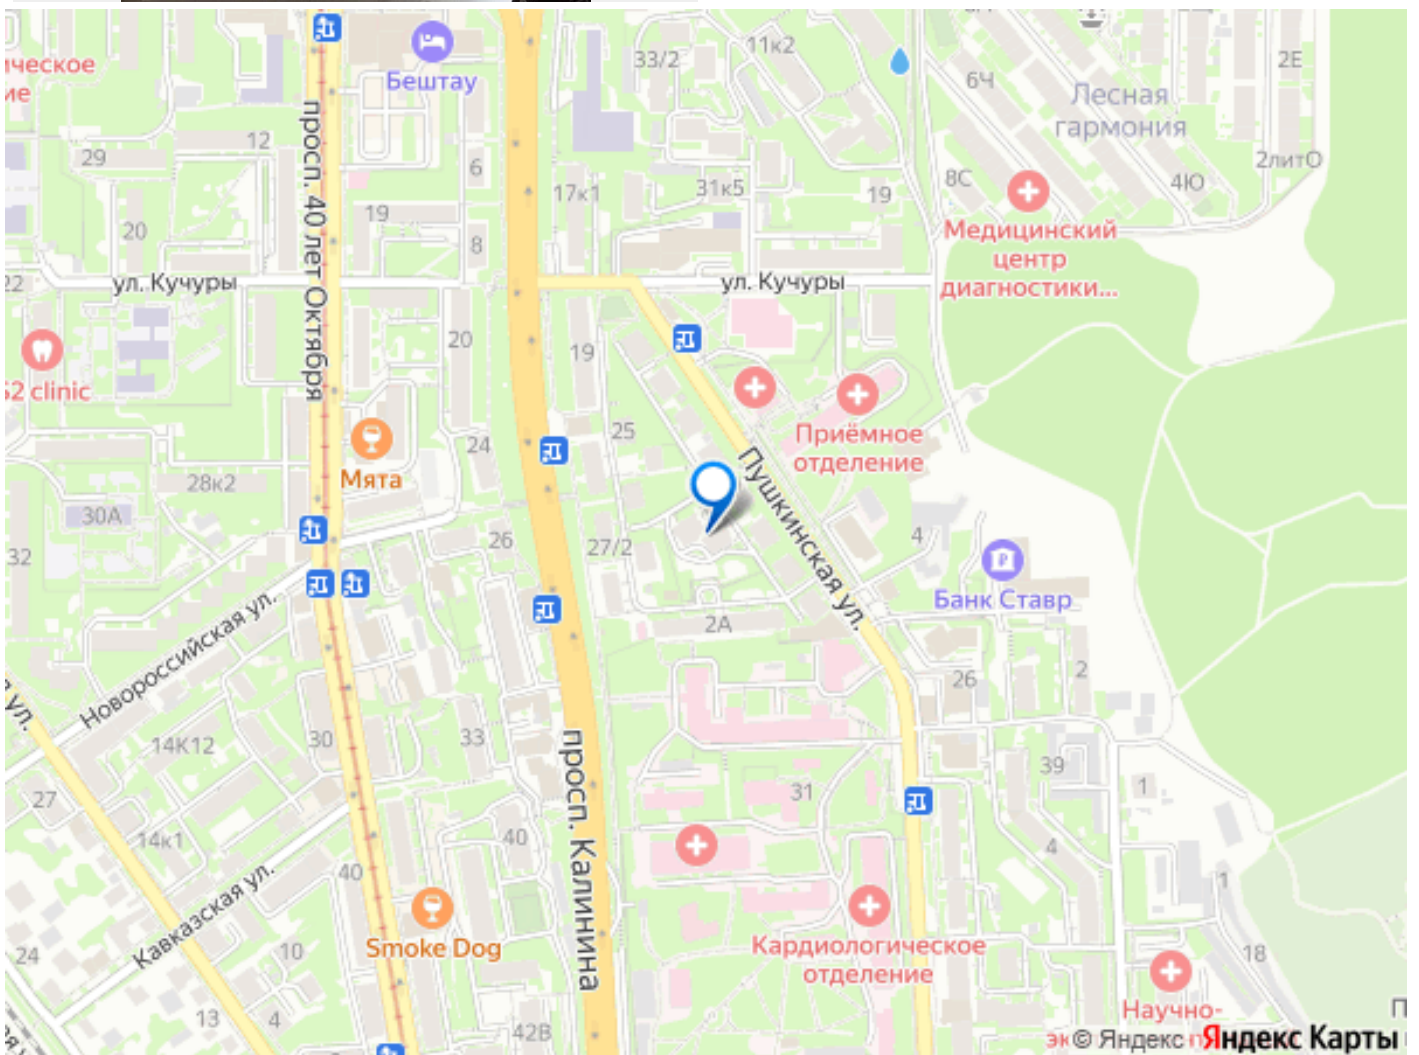 Бештау
33/2
11к2
6Ч
2Е
ческое
ие
Лесная
гармония
12
29
6
17к1
31к5
19
8С
4Ю
2литО
просп. 40 лет Октября
20
19
8
Медицинский
центр
диагностики...
22
ул. Кучуры
ул. Кучуры
20
19
S2 clinic
24
25
Приёмное
отделение
Мята
28к2
30А
32
26
27/2
Пушкинская ул.
4
Банк Ставр
2А
Новороссийская ул.
26
2
ул.
14К12
30
33
просп. Калинина
39
27
31
1
14к1
40
4
40
1
Кавказская ул.
Smoke Dog
Кардиологическое
отделение
24
10
18
13
4
42В
Научно-
© Яндекс Яндекс Карты